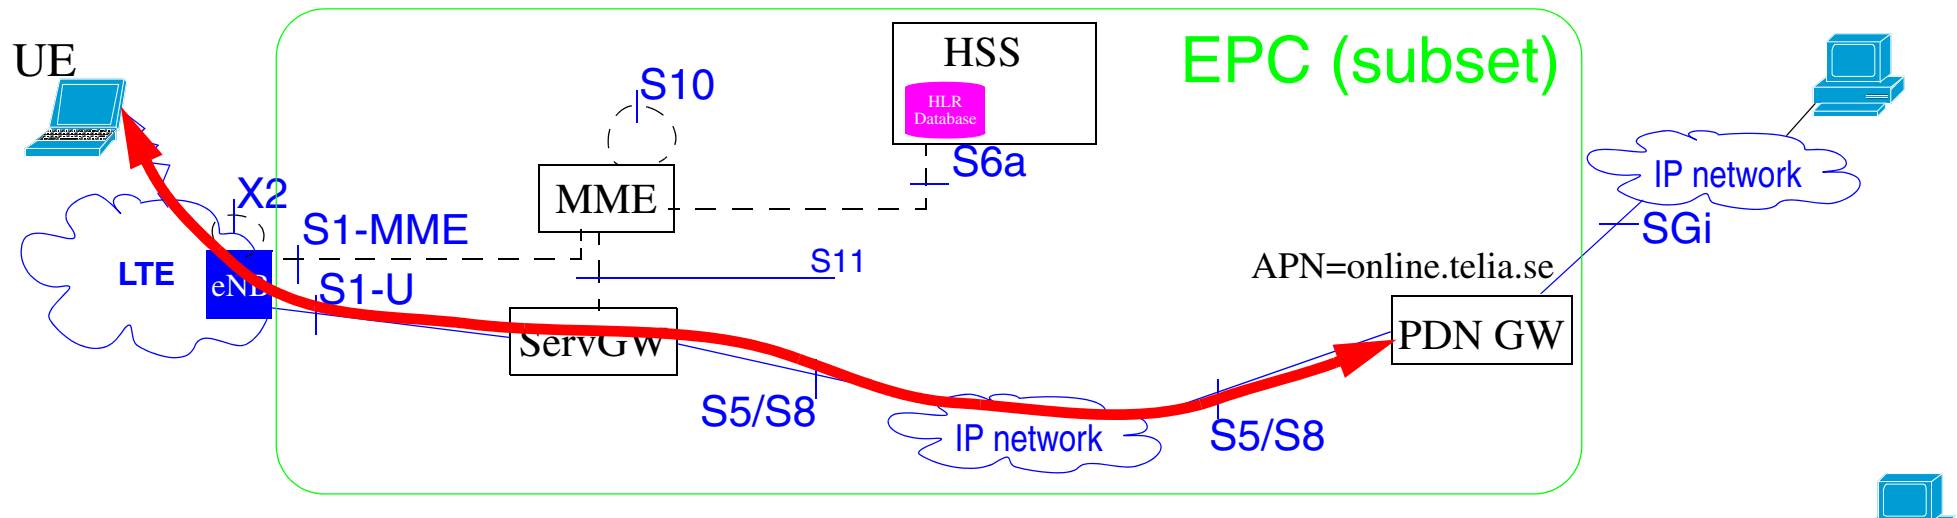 UE
HSS
EPC (subset)
HLR
Database
S10
S6a
IP network
X2
MME
S1-MME
SGi
LTE
eNB
S11
APN=online.telia.se
S1-U
ServGW
PDN GW
S5/S8
IP network
S5/S8